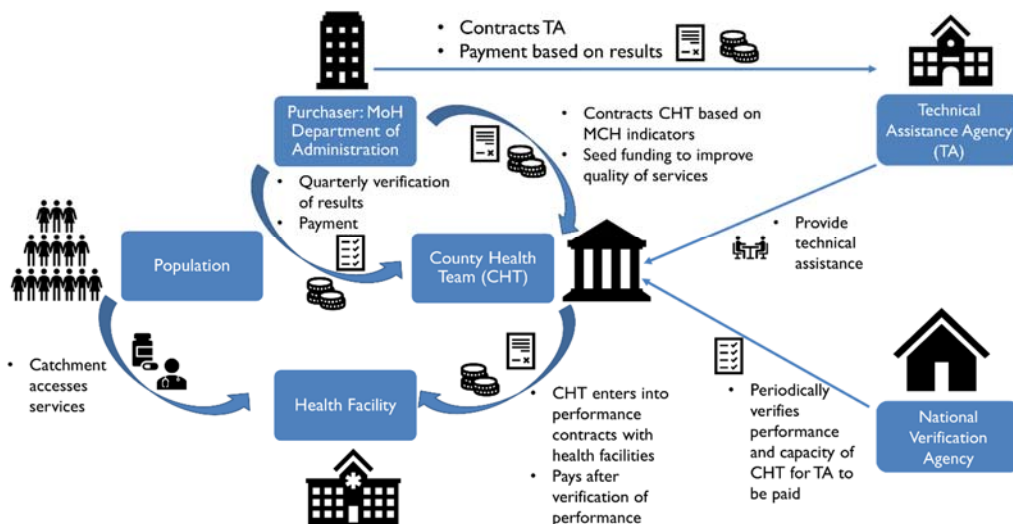 • Contracts TA
• Payment based on results
Purchaser: MoH
Department of
Administration
Technical
Assistance Agency
(TA)
• Contracts CHT based on
MCH indicators
• Seed funding to improve
quality of services
• Quarterly verification
of results
• Payment
Population
County Health
Team (CHT)
• Provide
technical
assistance
• Catchment
accesses
services
Health Facility
• CHT enters into
performance
contracts with
health facilities
• Pays after
verification of
performance
• Periodically
verifies
performance
and capacity of
CHT for TA to
be paid
National
Verification
Agency